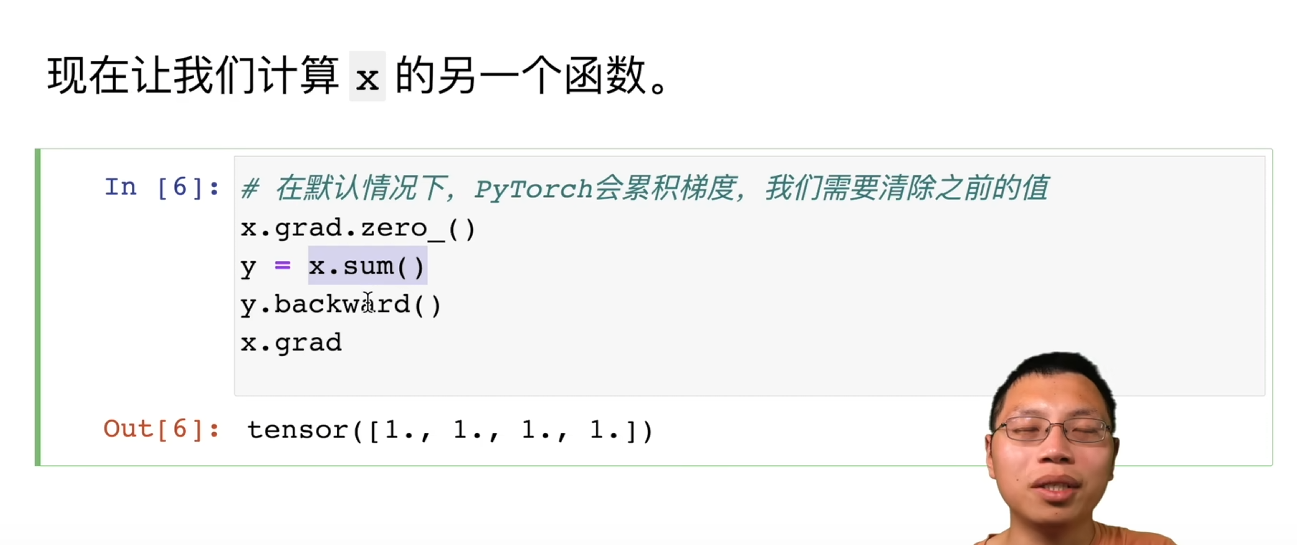 现在让我们计算 x 的另一个函数。
In [6]: # 在默认情况下，PyTorch会累积梯度，我们需要清除之前的值
x.grad.zero_()
y = x.sum()
y.backward()
x.grad
Out[6]: tensor([1., 1., 1., 1.])